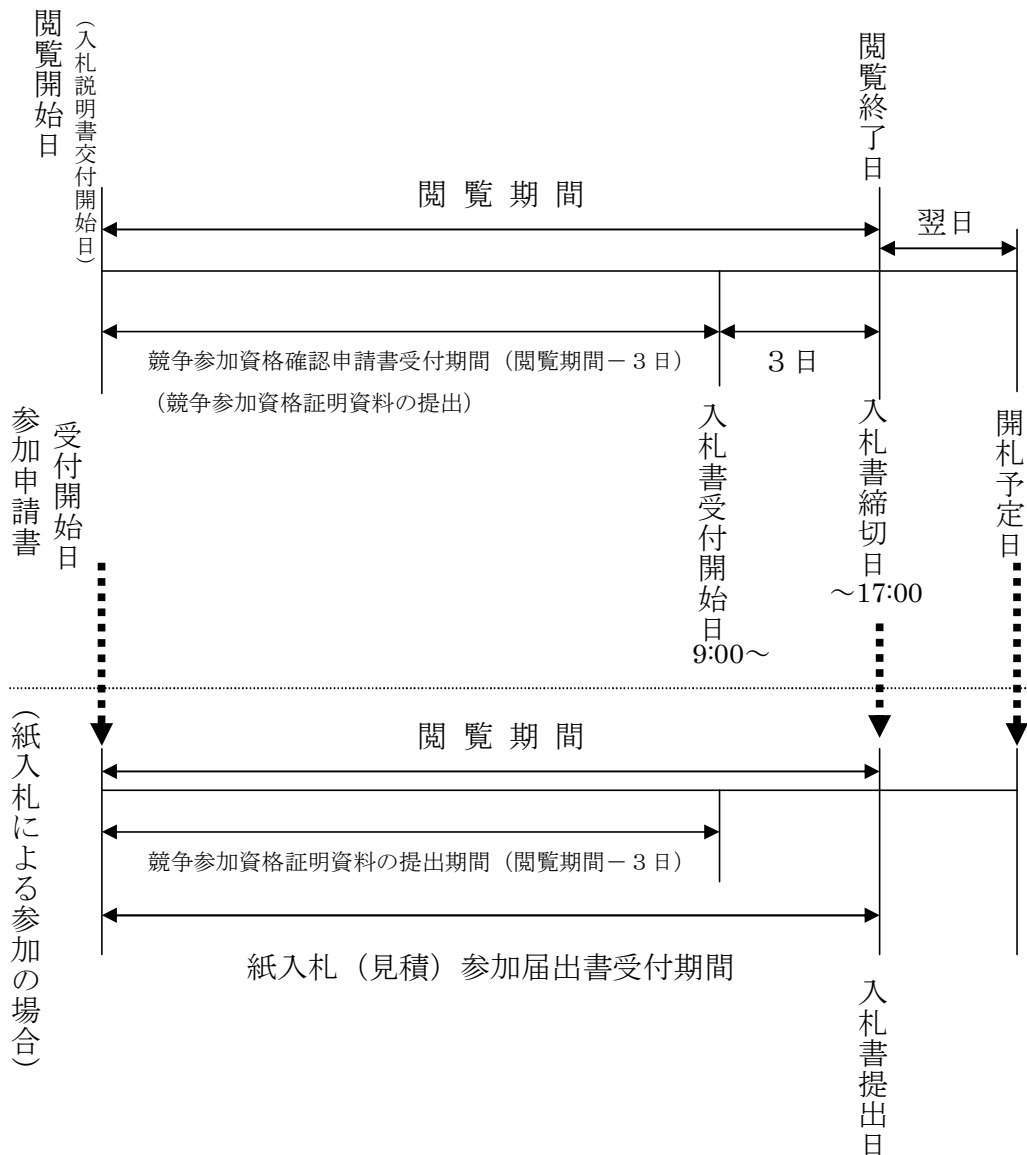 閲覧開始日
（入札説明書交付開始日）
閲覧終了日
閲覧期間
翌日
競争参加資格確認申請書受付期間（閲覧期間－３日）
（競争参加資格証明資料の提出）
３日
参加申請書
受付開始日
入札書受付開始日
9:00～
入札書締切日
～17:00
開札予定日
（紙入札による参加の場合）
閲覧期間
競争参加資格証明資料の提出期間（閲覧期間－３日）
紙入札（見積）参加届出書受付期間
入札書提出日